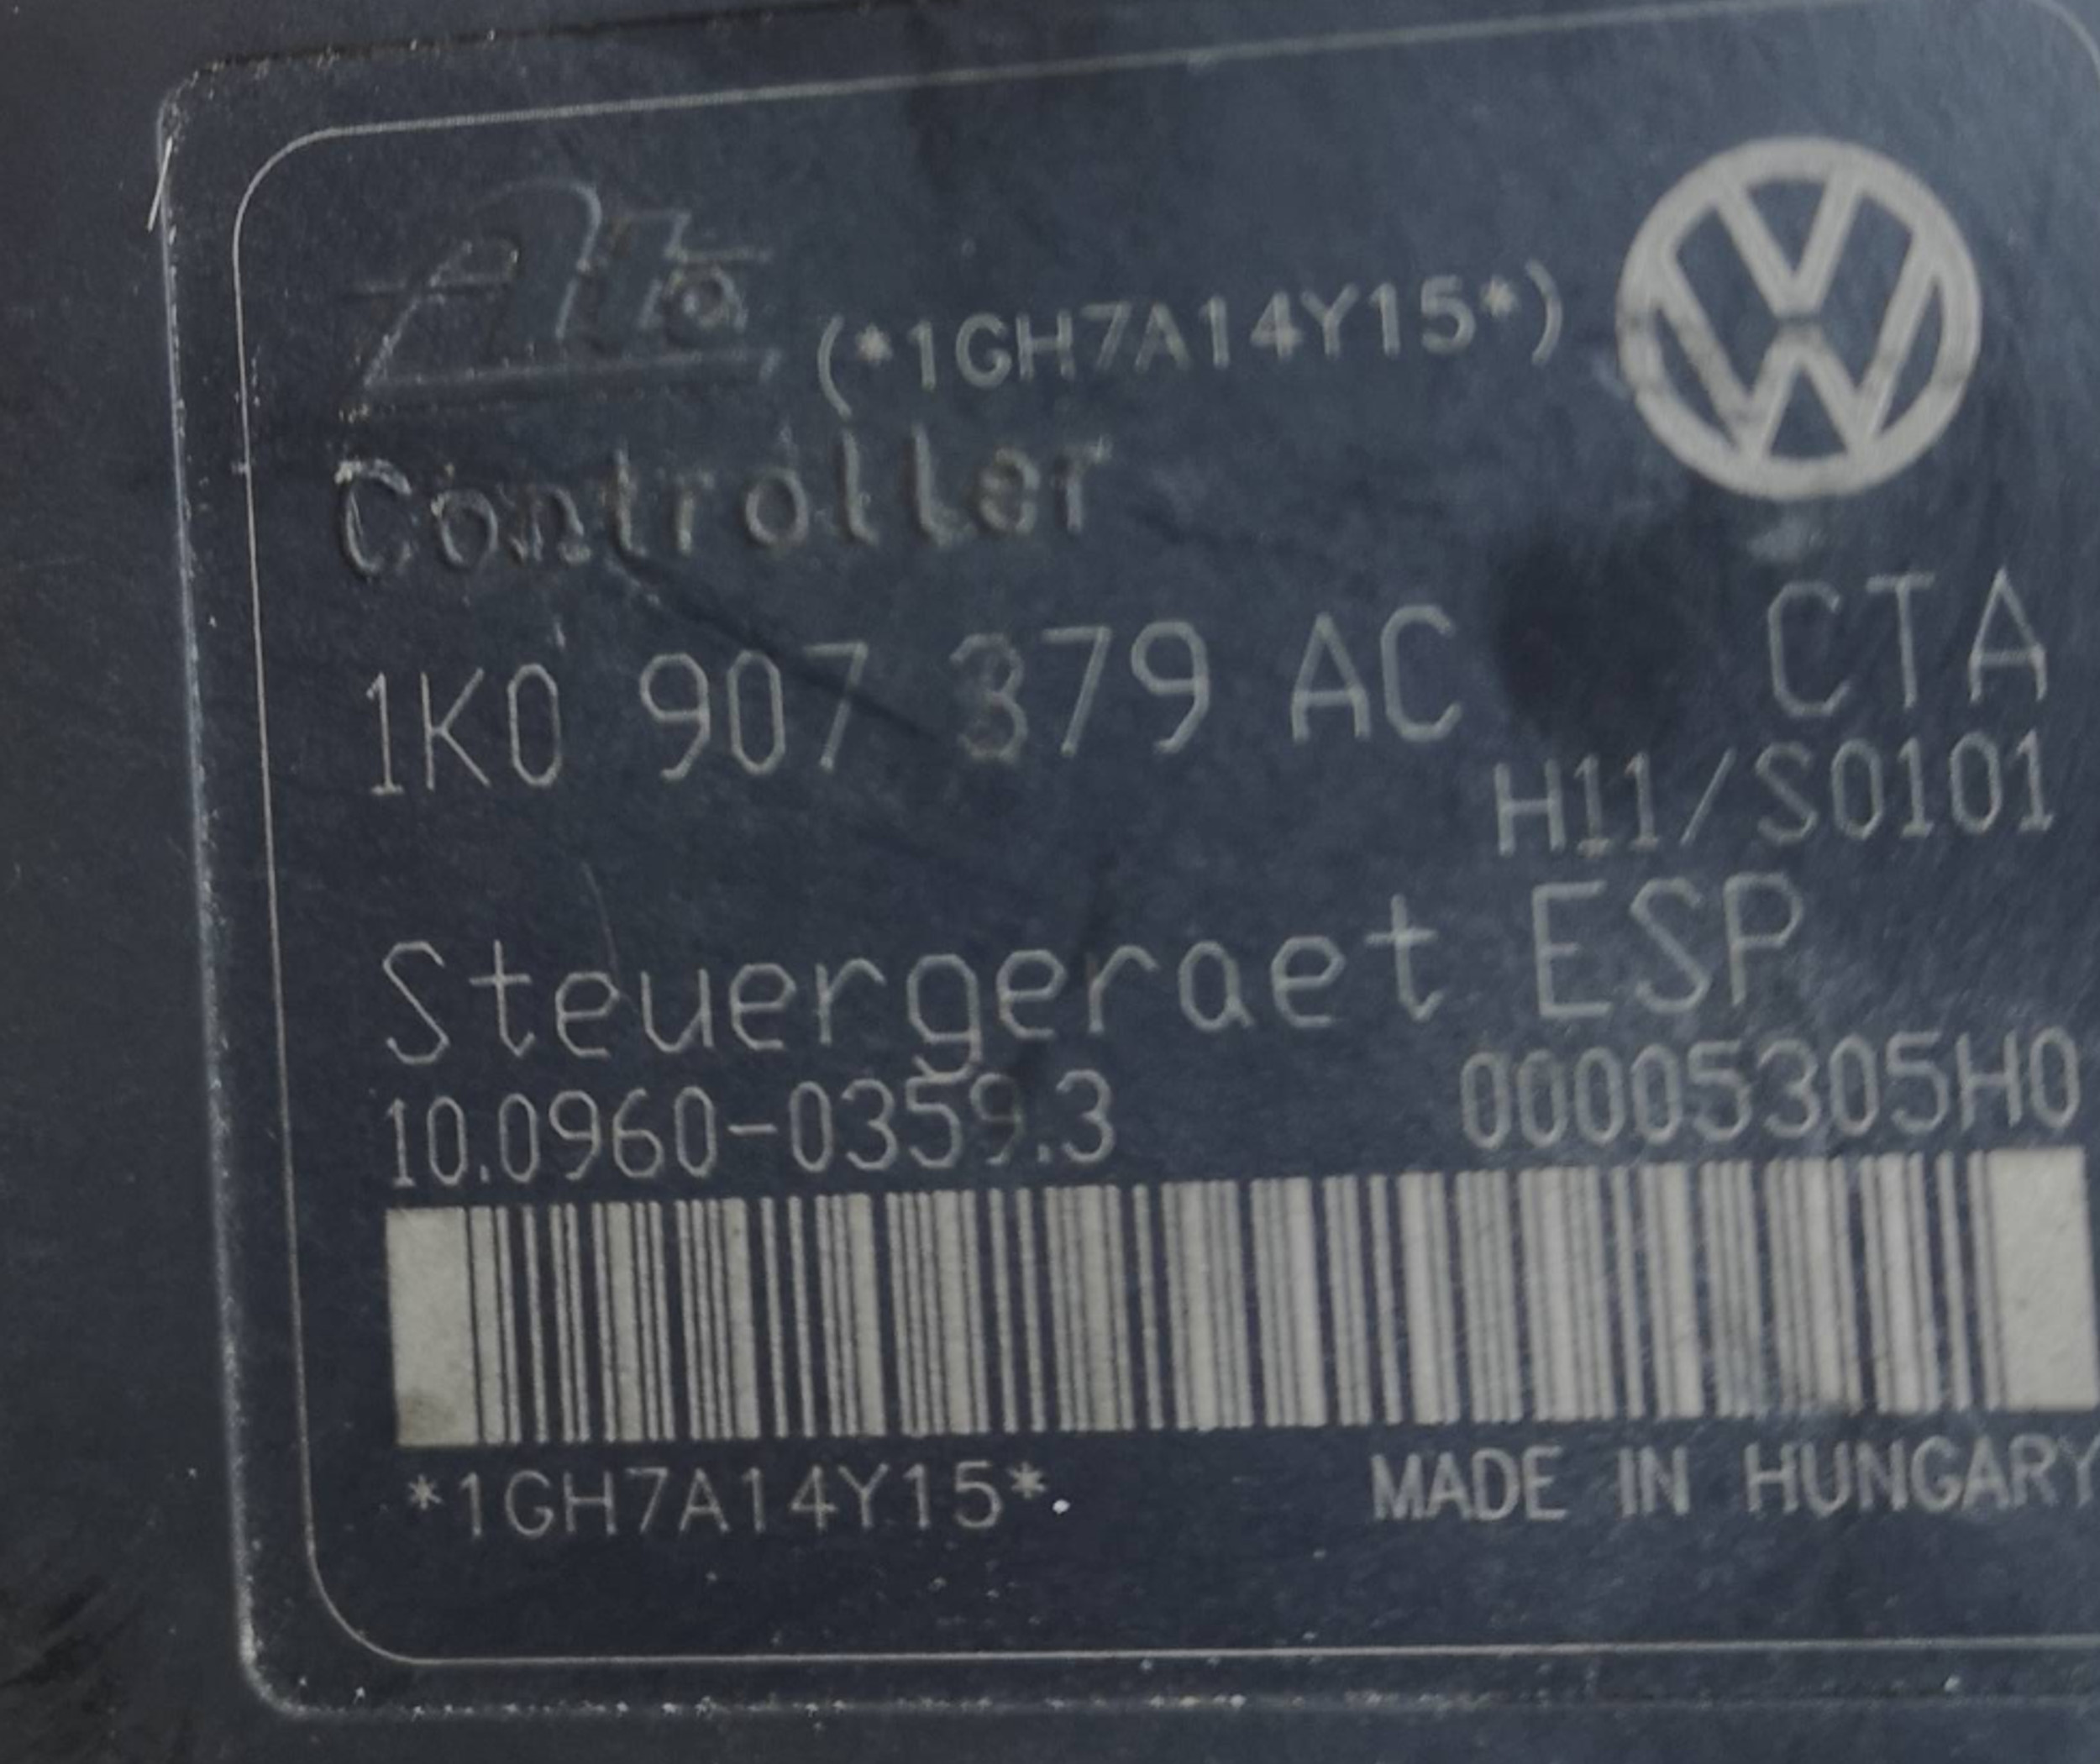 ATE
(*1GH7A14Y15*)
Controller
1K0 907 379 AC CTA
H11/S0101
Steuergeraet ESP
10.0960-0359.3 00005305H0
*1GH7A14Y15* MADE IN HUNGARY